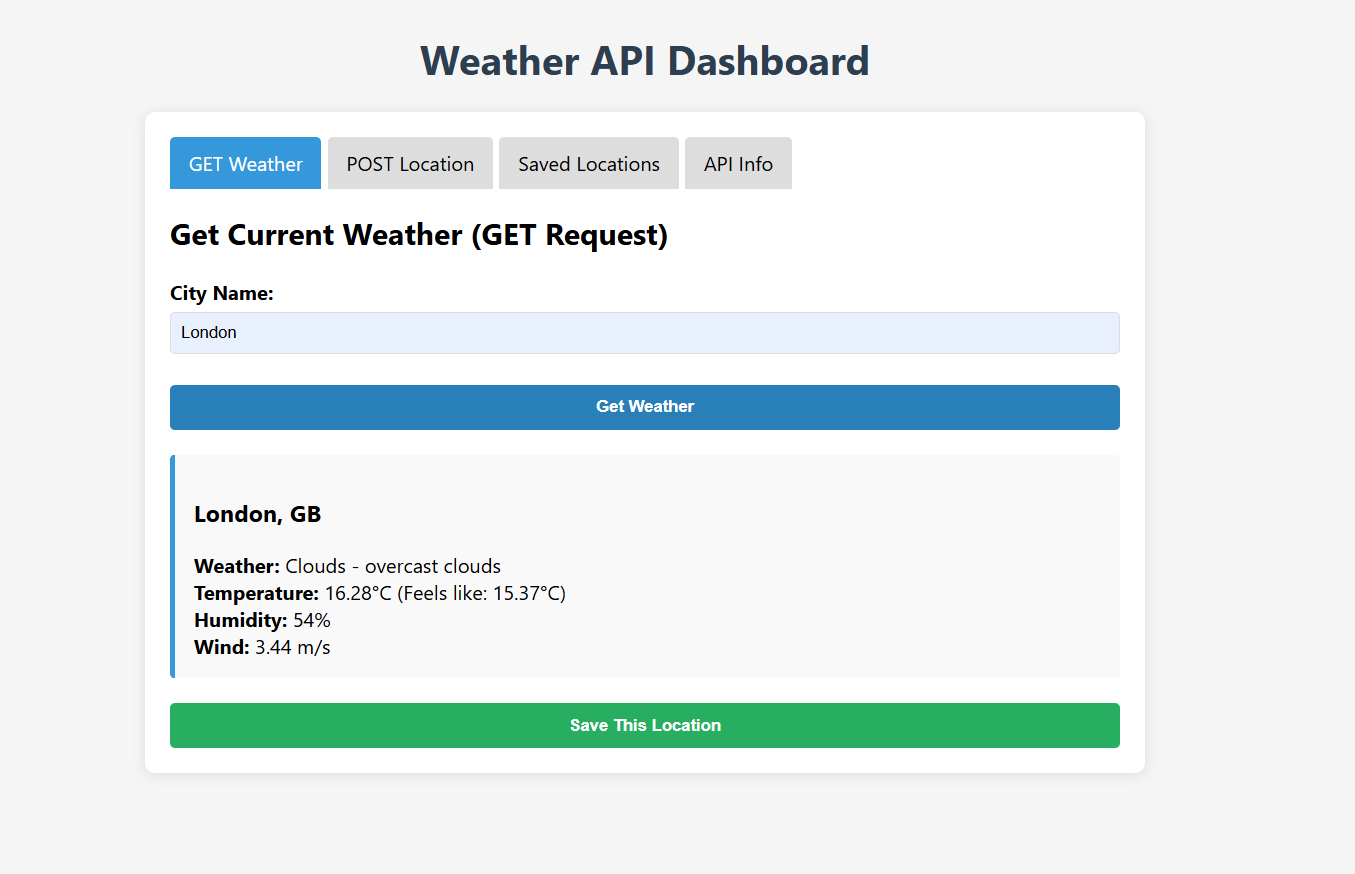 Weather API Dashboard
GET Weather POST Location Saved Locations API Info
Get Current Weather (GET Request)
City Name:
London
Get Weather
London, GB
Weather: Clouds - overcast clouds
Temperature: 16.28°C (Feels like: 15.37°C)
Humidity: 54%
Wind: 3.44 m/s
Save This Location